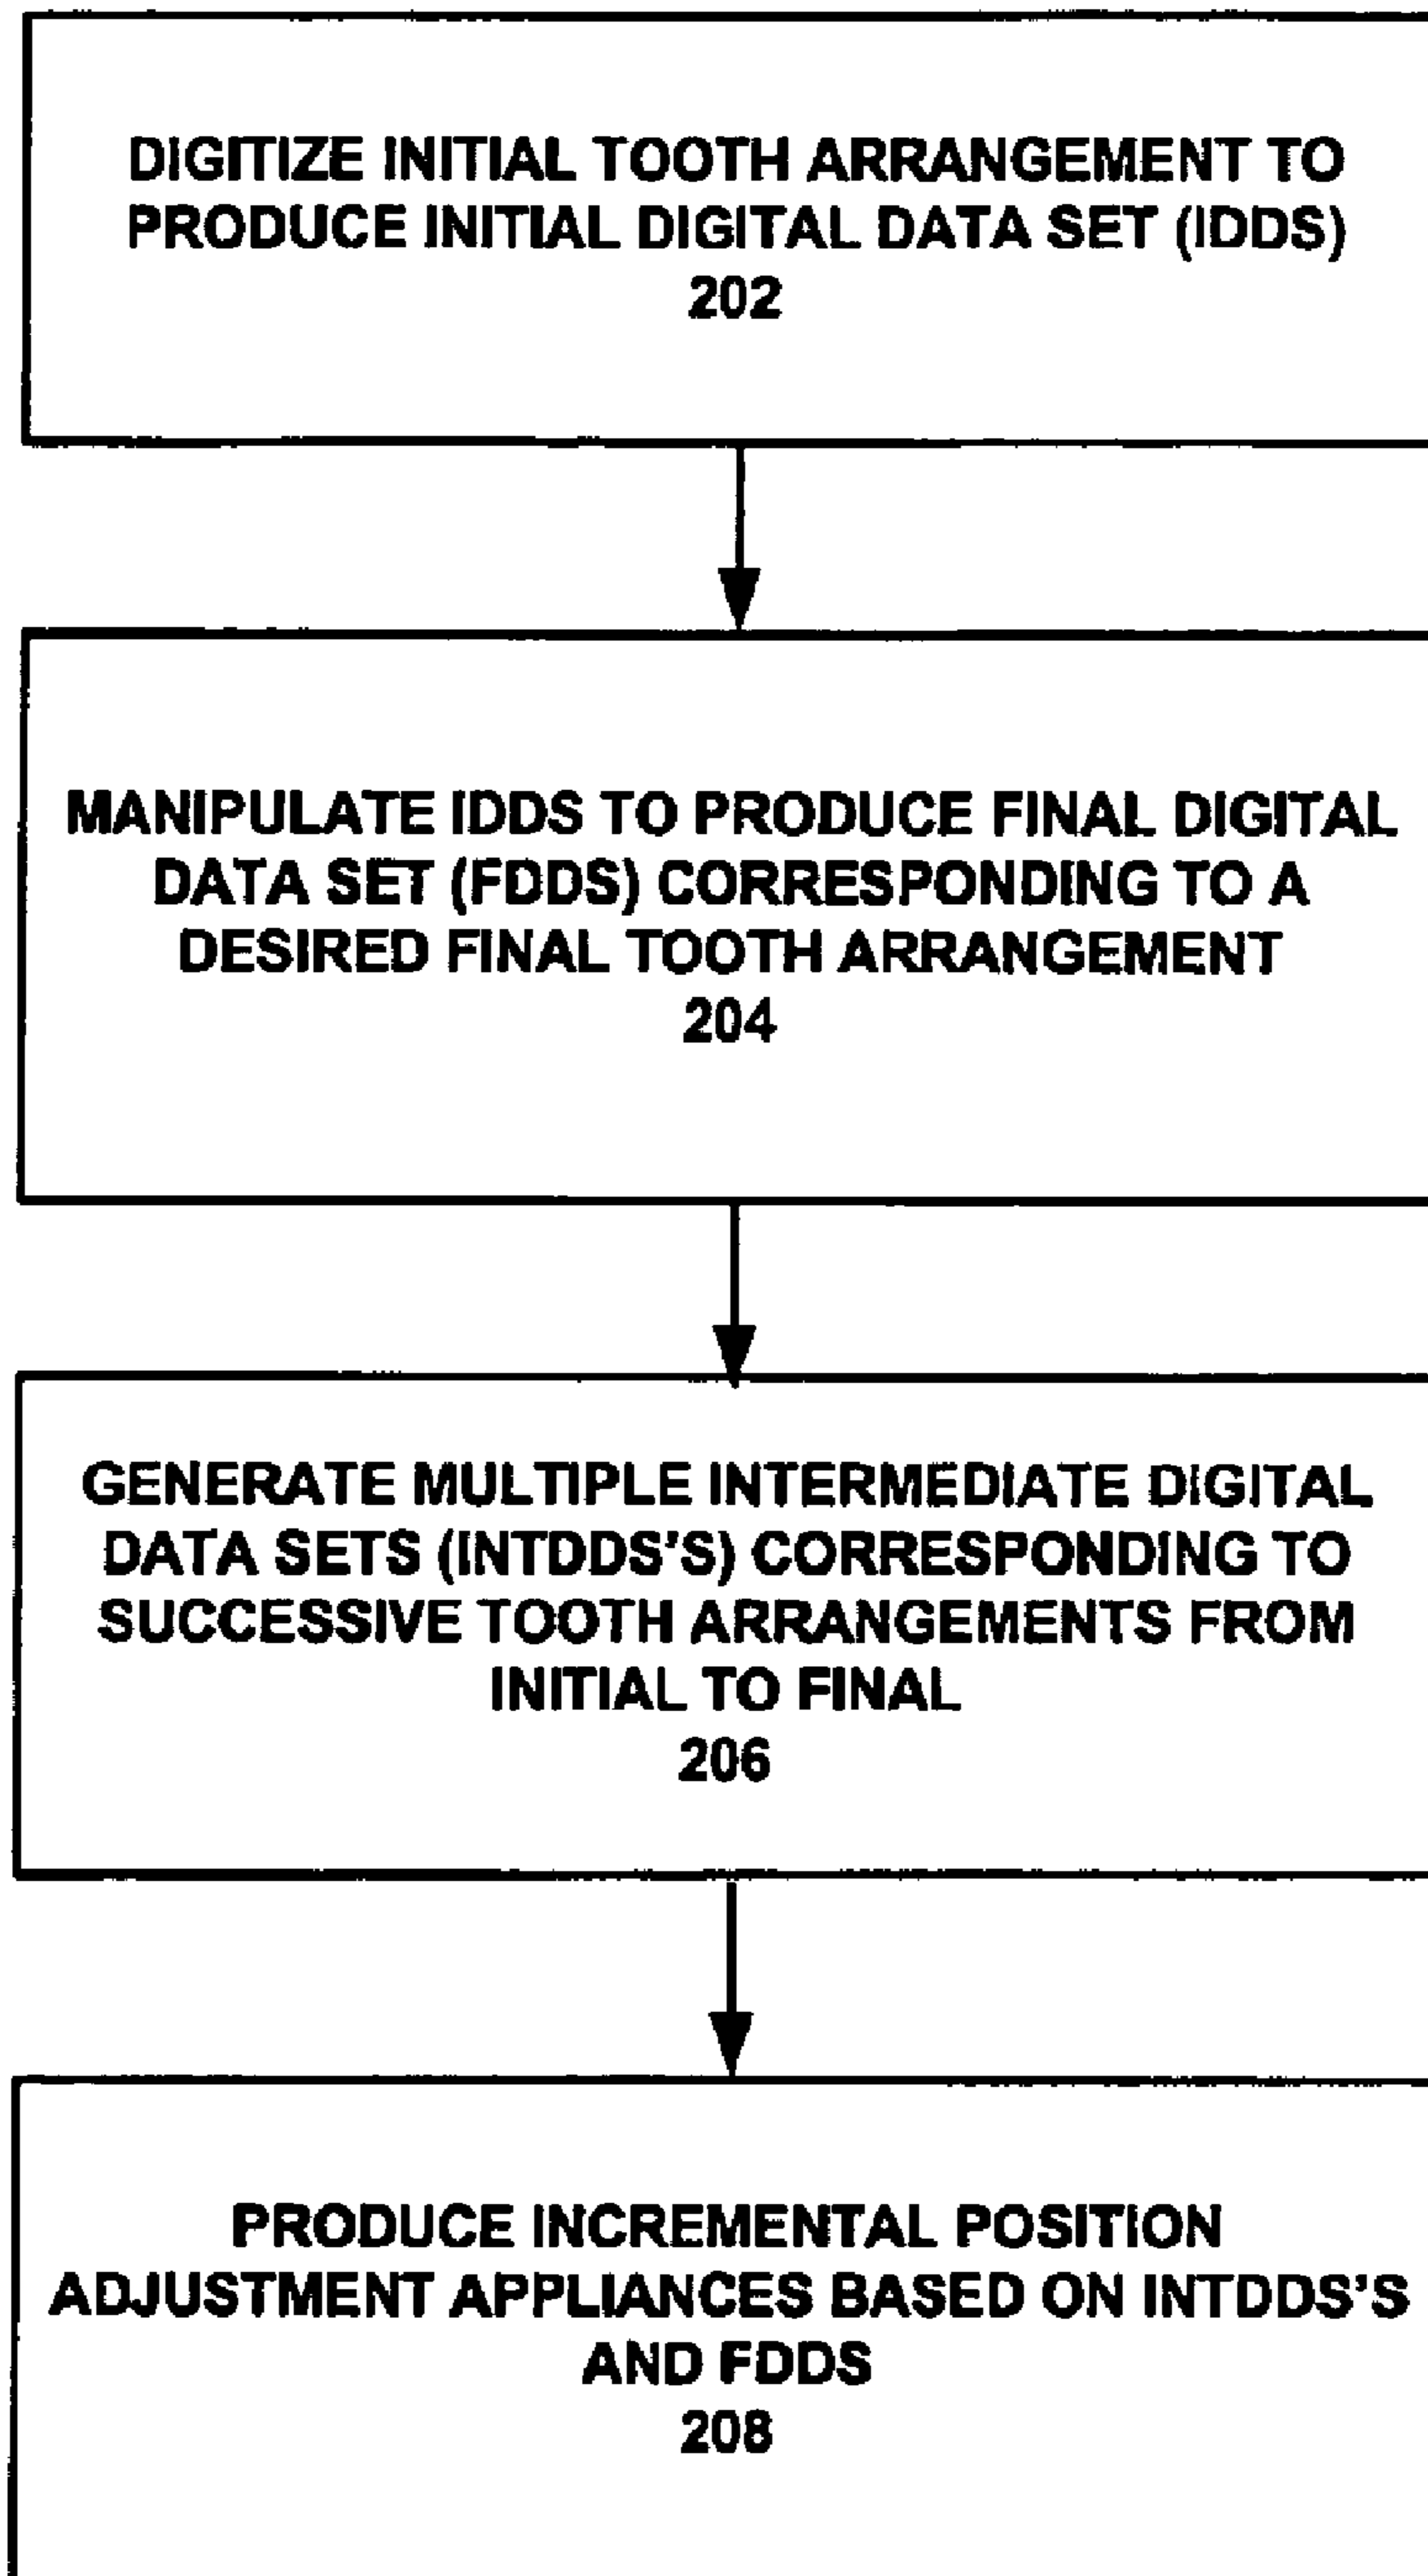 DIGITIZE INITIAL TOOTH ARRANGEMENT TO
PRODUCE INITIAL DIGITAL DATA SET (IDDS)
202
MANIPULATE IDDS TO PRODUCE FINAL DIGITAL
DATA SET (FDDS) CORRESPONDING TO A
DESIRED FINAL TOOTH ARRANGEMENT
204
GENERATE MULTIPLE INTERMEDIATE DIGITAL
DATA SETS (INTDDS'S) CORRESPONDING TO
SUCCESSIVE TOOTH ARRANGEMENTS FROM
INITIAL TO FINAL
206
PRODUCE INCREMENTAL POSITION
ADJUSTMENT APPLIANCES BASED ON INTDDS'S
AND FDDS
208